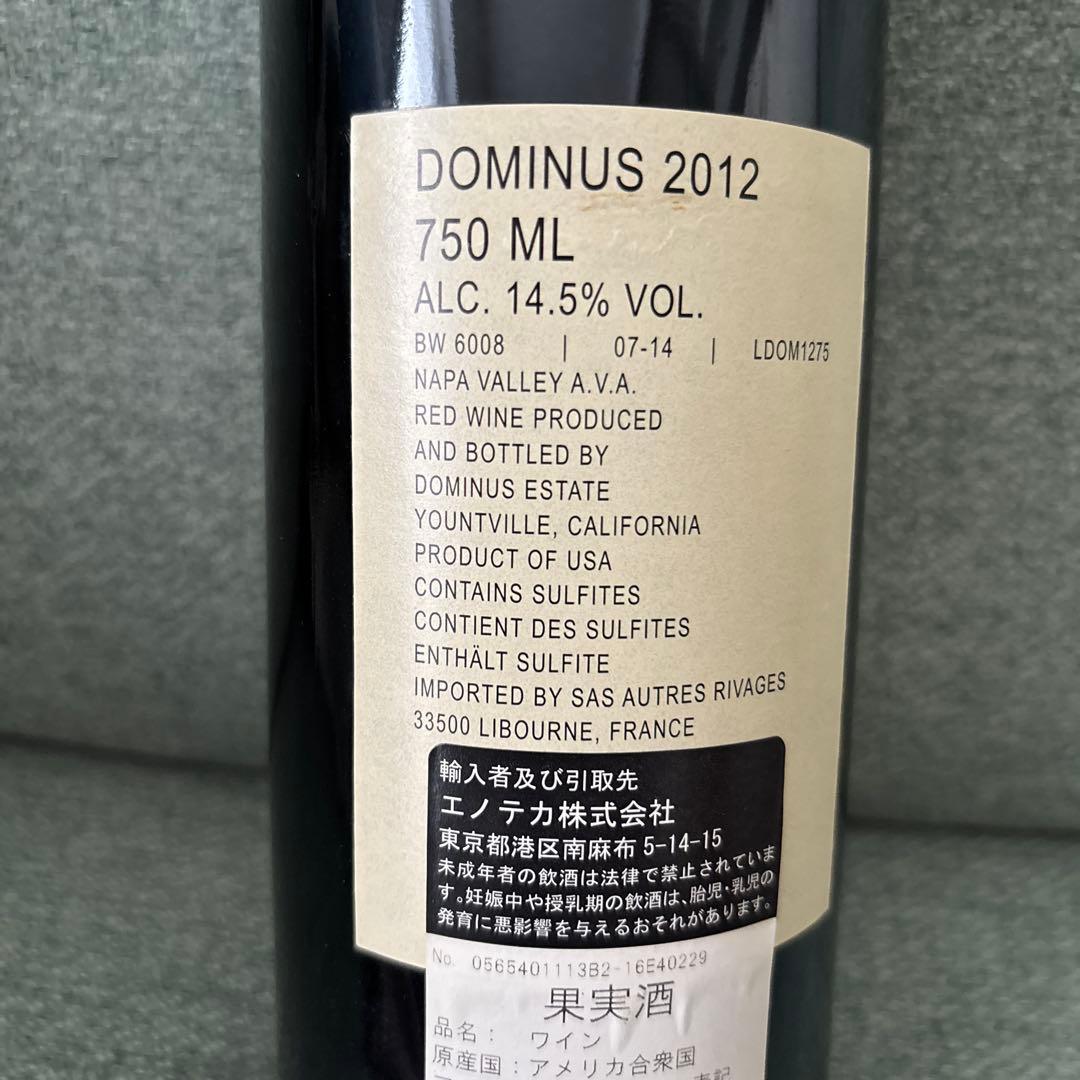 DOMINUS 2012
750 ML
ALC. 14.5% VOL.
BW 6008 | 07-14 | LDOM1275
NAPA VALLEY A.V.A.
RED WINE PRODUCED
AND BOTTLED BY
DOMINUS ESTATE
YOUNTVILLE, CALIFORNIA
PRODUCT OF USA
CONTAINS SULFITES
CONTIENT DES SULFITES
ENTHÄLT SULFITE
IMPORTED BY SAS AUTRES RIVAGES
33500 LIBOURNE, FRANCE
輸入者及び引取先
エノテカ株式会社
東京都港区南麻布 5-14-15
未成年者の飲酒は法律で禁止されていま
す。妊娠中や授乳期の飲酒は、胎児・乳児の
発育に悪影響を与えるおそれがあります。
No. 0565401113B2-16E40229
果実酒
品名： ワイン
原産国：アメリカ合衆国
表記